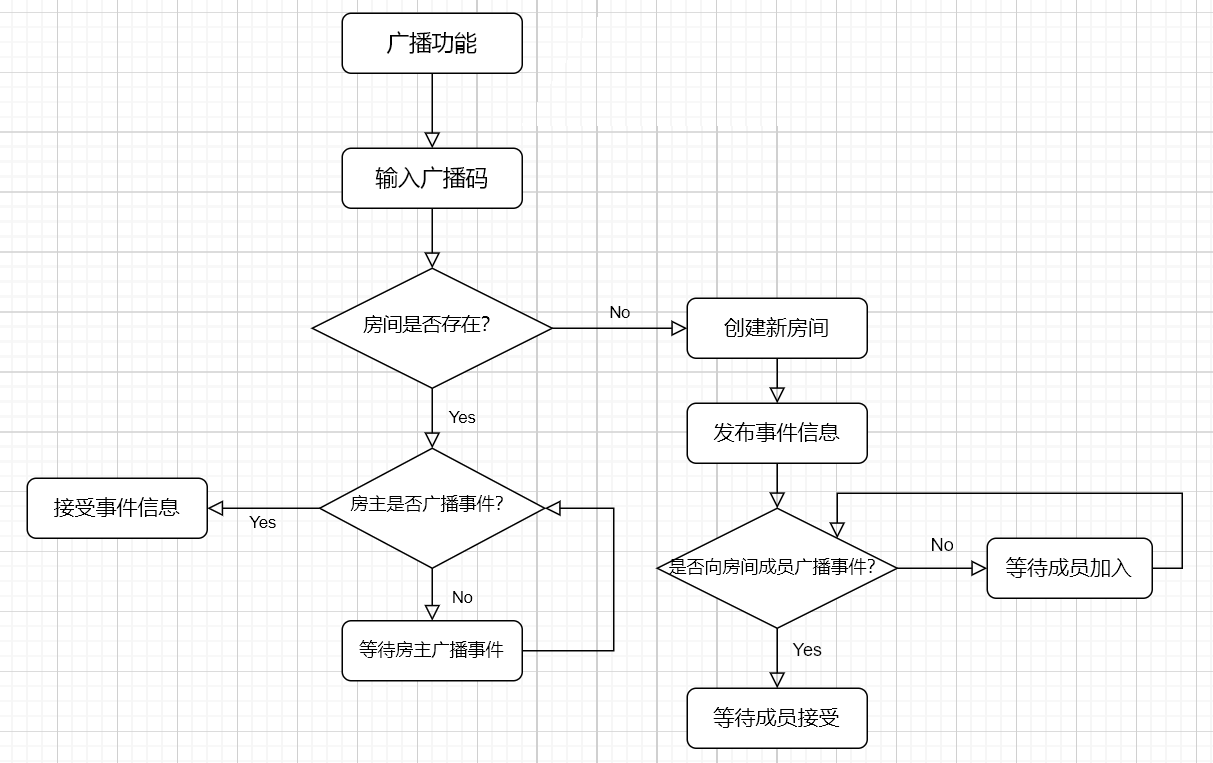 广播功能
输入广播码
房间是否存在?
No
创建新房间
Yes
发布事件信息
房主是否广播事件?
接受事件信息
Yes
No
等待房主广播事件
是否向房间成员广播事件?
No
等待成员加入
Yes
等待成员接受